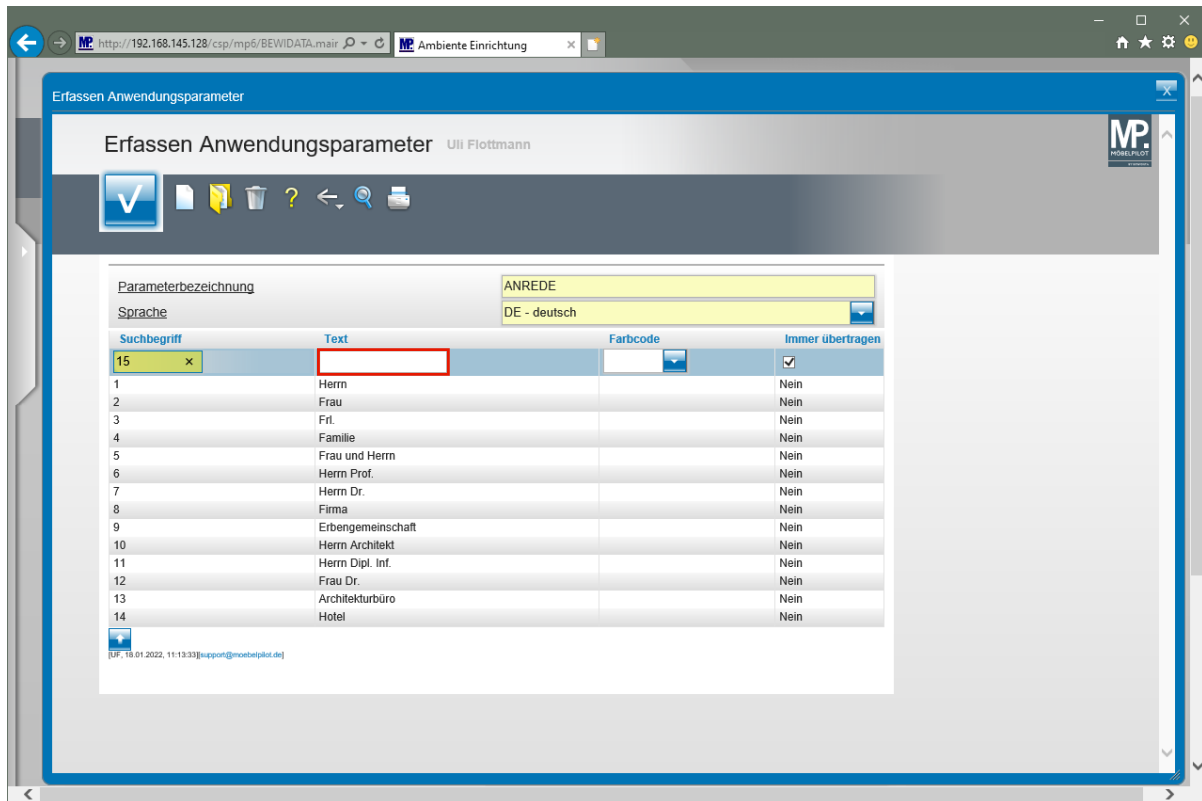 http://192.168.145.128/csp/mp6/BEWIDATA.mair
MP. Ambiente Einrichtung
Erfassen Anwendungsparameter
Erfassen Anwendungsparameter Uli Flottmann
MP.
MÖBELPILOT
Parameterbezeichnung ANREDE
Sprache DE - deutsch
Suchbegriff Text Farbcode Immer übertragen
15
1 Herrn Nein
2 Frau Nein
3 Frl. Nein
4 Familie Nein
5 Frau und Herrn Nein
6 Herrn Prof. Nein
7 Herrn Dr. Nein
8 Firma Nein
9 Erbengemeinschaft Nein
10 Herrn Architekt Nein
11 Herrn Dipl. Inf. Nein
12 Frau Dr. Nein
13 Architekturbüro Nein
14 Hotel Nein
[UF, 18.01.2022, 11:13:33][support@moebelpilot.de]